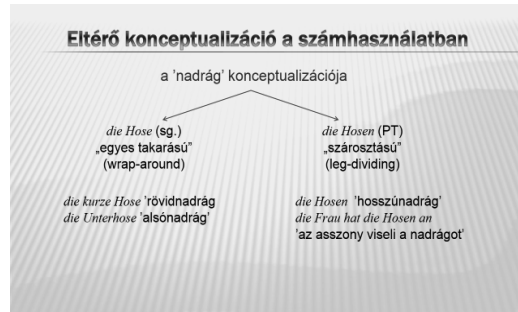 Eltérő konceptualizáció a számhasználatban
a 'nadrág' konceptualizációja
die Hose (sg.)
„egyes takarású”
(wrap-around)
die kurze Hose 'rövidnadrág
die Unterhose 'alsónadrág'
die Hosen (PT)
„szárosztású”
(leg-dividing)
die Hosen 'hosszúnadrág'
die Frau hat die Hosen an
'az asszony viseli a nadrágot'